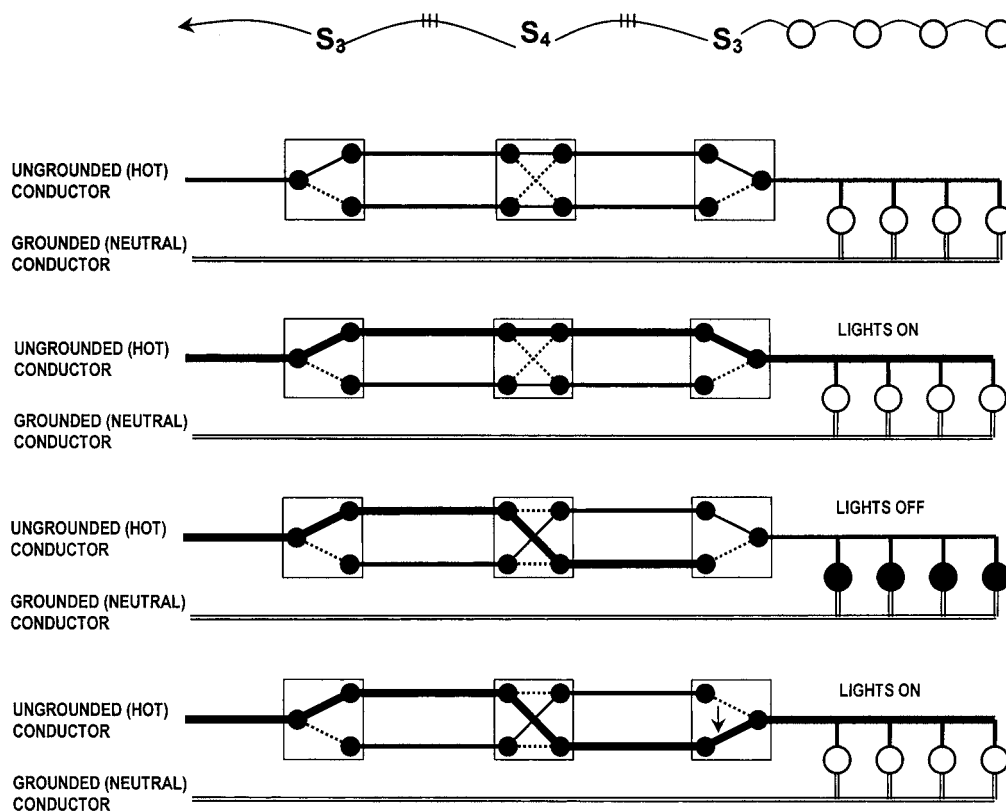 S3 S4 S3
UNGROUNDED (HOT)
CONDUCTOR
GROUNDED (NEUTRAL)
CONDUCTOR
LIGHTS ON
UNGROUNDED (HOT)
CONDUCTOR
GROUNDED (NEUTRAL)
CONDUCTOR
LIGHTS OFF
UNGROUNDED (HOT)
CONDUCTOR
GROUNDED (NEUTRAL)
CONDUCTOR
LIGHTS ON
UNGROUNDED (HOT)
CONDUCTOR
GROUNDED (NEUTRAL)
CONDUCTOR